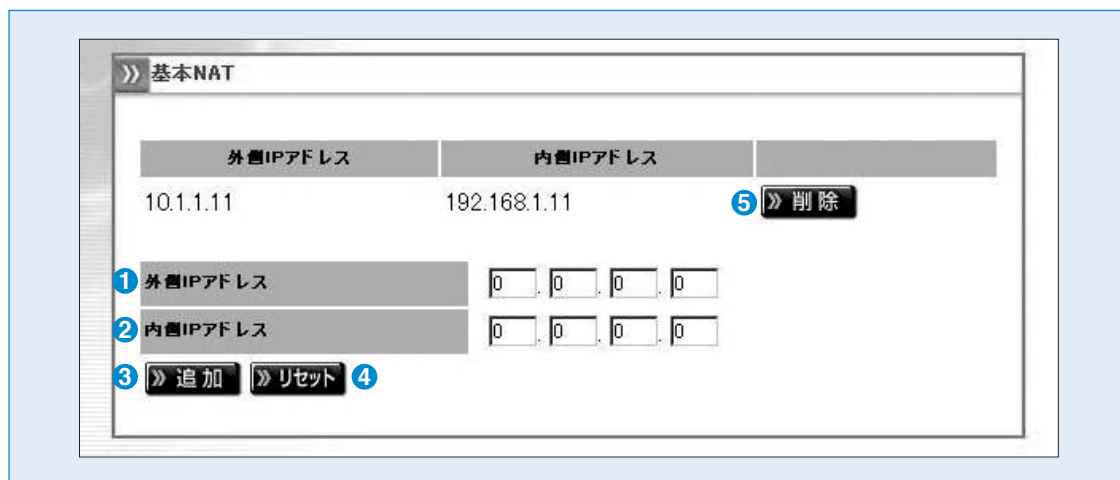 » 基本NAT
外側IPアドレス 内側IPアドレス
10.1.1.11 192.168.1.11 5 » 削除
1 外側IPアドレス 0 . 0 . 0 . 0
2 内側IPアドレス 0 . 0 . 0 . 0
3 » 追加 » リセット 4